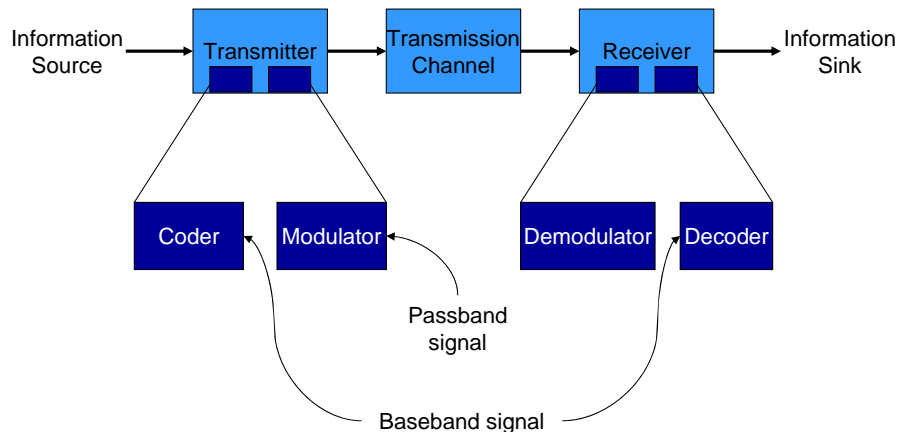 Information
Source
Transmitter
Transmission
Channel
Receiver
Information
Sink
Coder
Modulator
Demodulator
Decoder
Passband
signal
Baseband signal